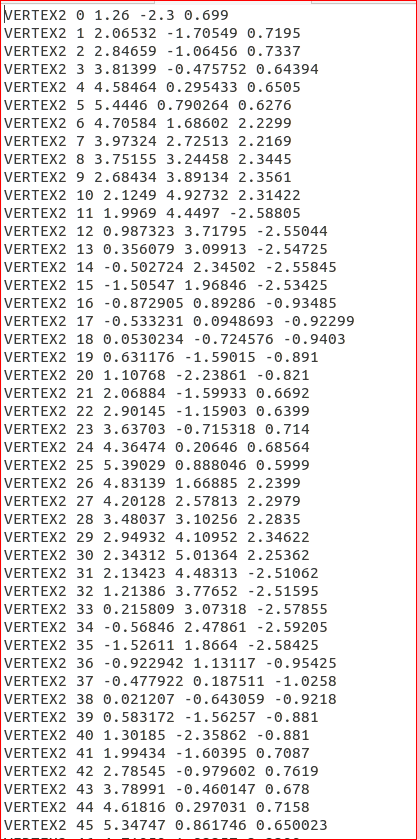 VERTEX2 0 1.26 -2.3 0.699
VERTEX2 1 2.06532 -1.70549 0.7195
VERTEX2 2 2.84659 -1.06456 0.7337
VERTEX2 3 3.81399 -0.475752 0.64394
VERTEX2 4 4.58464 0.295433 0.6505
VERTEX2 5 5.4446 0.790264 0.6276
VERTEX2 6 4.70584 1.68602 2.2299
VERTEX2 7 3.97324 2.72513 2.2169
VERTEX2 8 3.75155 3.24458 2.3445
VERTEX2 9 2.68434 3.89134 2.3561
VERTEX2 10 2.1249 4.92732 2.31422
VERTEX2 11 1.9969 4.4497 -2.58805
VERTEX2 12 0.987323 3.71795 -2.55044
VERTEX2 13 0.356079 3.09913 -2.54725
VERTEX2 14 -0.502724 2.34502 -2.55845
VERTEX2 15 -1.50547 1.96846 -2.53425
VERTEX2 16 -0.872905 0.89286 -0.93485
VERTEX2 17 -0.533231 0.0948693 -0.92299
VERTEX2 18 0.0530234 -0.724576 -0.9403
VERTEX2 19 0.631176 -1.59015 -0.891
VERTEX2 20 1.10768 -2.23861 -0.821
VERTEX2 21 2.06884 -1.59933 0.6692
VERTEX2 22 2.90145 -1.15903 0.6399
VERTEX2 23 3.63703 -0.715318 0.714
VERTEX2 24 4.36474 0.20646 0.68564
VERTEX2 25 5.39029 0.888046 0.5999
VERTEX2 26 4.83139 1.66885 2.2399
VERTEX2 27 4.20128 2.57813 2.2979
VERTEX2 28 3.48037 3.10256 2.2835
VERTEX2 29 2.94932 4.10952 2.34622
VERTEX2 30 2.34312 5.01364 2.25362
VERTEX2 31 2.13423 4.48313 -2.51062
VERTEX2 32 1.21386 3.77652 -2.51595
VERTEX2 33 0.215809 3.07318 -2.57855
VERTEX2 34 -0.56846 2.47861 -2.59205
VERTEX2 35 -1.52611 1.8664 -2.58425
VERTEX2 36 -0.922942 1.13117 -0.95425
VERTEX2 37 -0.477922 0.187511 -1.0258
VERTEX2 38 0.021207 -0.643059 -0.9218
VERTEX2 39 0.583172 -1.56257 -0.881
VERTEX2 40 1.30185 -2.35862 -0.881
VERTEX2 41 1.99434 -1.60395 0.7087
VERTEX2 42 2.78545 -0.979602 0.7619
VERTEX2 43 3.78991 -0.460147 0.678
VERTEX2 44 4.61816 0.297031 0.7158
VERTEX2 45 5.34747 0.861746 0.650023